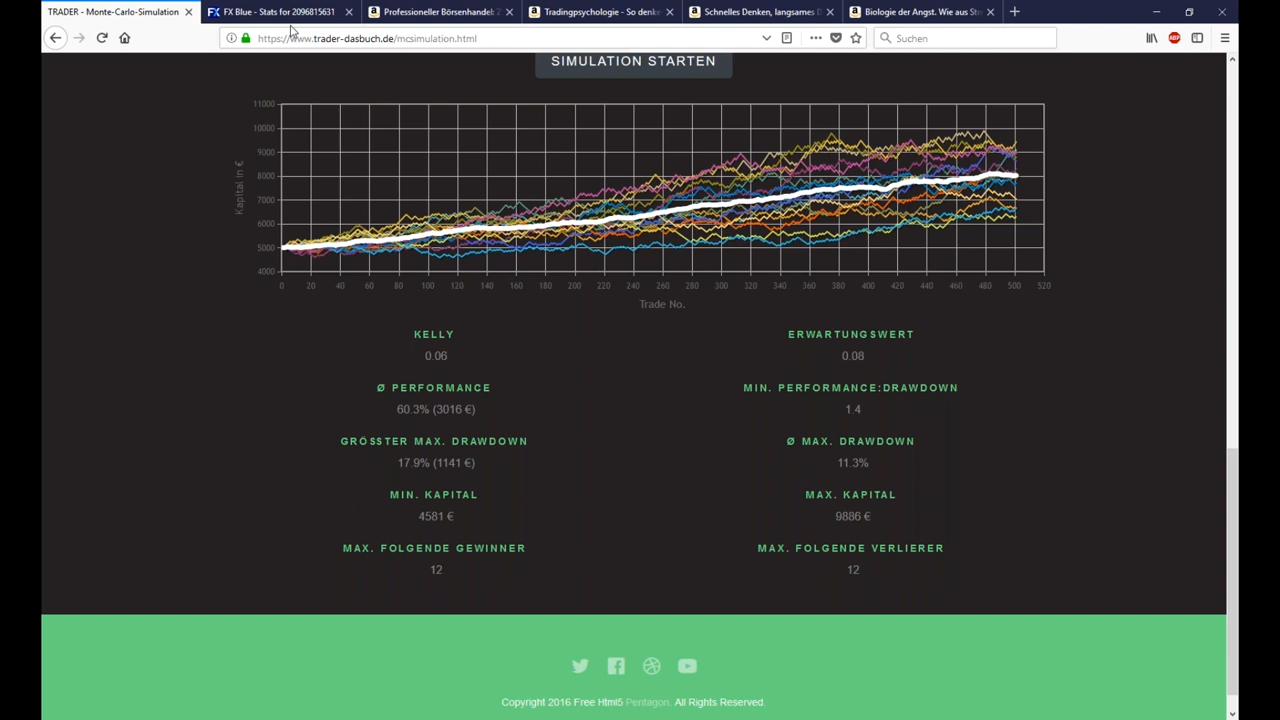 TRADER - Monte-Carlo-Simulation
FX Blue - Stats for 2096815631
Professioneller Börsenhandel:
Tradingpsychologie - So denke
Schnelles Denken, langsames D
Biologie der Angst. Wie aus Str
https://www.trader-dasbuch.de/mcsimulation.html
Suchen
SIMULATION STARTEN
11000
10000
9000
8000
7000
6000
5000
4000
Kapital in €
0 20 40 60 80 100 120 140 160 180 200 220 240 260 280 300 320 340 360 380 400 420 440 460 480 500 520
Trade No.
KELLY
0.06
ERWARTUNGSWERT
0.08
Ø PERFORMANCE
60.3% (3016 €)
MIN. PERFORMANCE:DRAWDOWN
1.4
GRÖSSTER MAX. DRAWDOWN
17.9% (1141 €)
Ø MAX. DRAWDOWN
11.3%
MIN. KAPITAL
4581 €
MAX. KAPITAL
9886 €
MAX. FOLGENDE GEWINNER
12
MAX. FOLGENDE VERLIERER
12
Copyright 2016 Free Html5 Pentagon. All Rights Reserved.